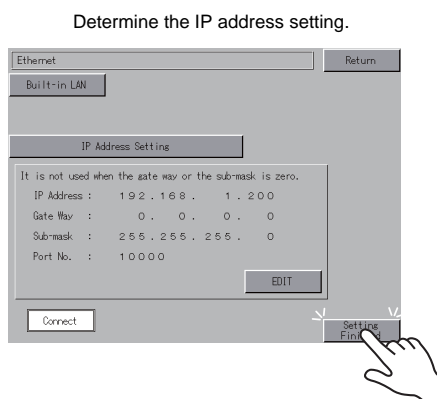 Determine the IP address setting.
Ethernet
Return
Built-in LAN
IP Address Setting
It is not used when the gate way or the sub-mask is zero.
IP Address : 192.168. 1.200
Gate Way : 0. 0. 0. 0
Sub-mask : 255.255.255. 0
Port No. : 10000
EDIT
Connect
Setting